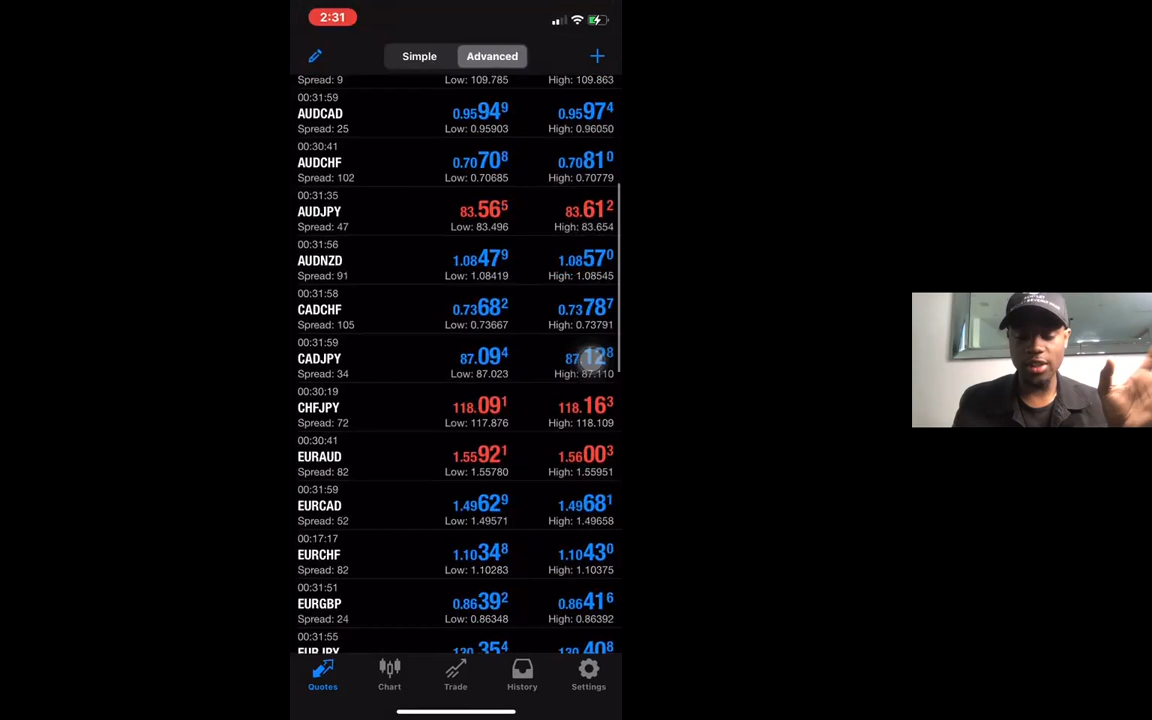 2:31
Simple Advanced +
Spread: 9 Low: 109.785 High: 109.863
00:31:59
AUDCAD 0.95949 0.95974
Spread: 25 Low: 0.95903 High: 0.96050
00:30:41
AUDCHF 0.70708 0.70810
Spread: 102 Low: 0.70685 High: 0.70779
00:31:35
AUDJPY 83.565 83.612
Spread: 47 Low: 83.496 High: 83.654
00:31:56
AUDNZD 1.08479 1.08570
Spread: 91 Low: 1.08419 High: 1.08545
00:31:58
CADCHF 0.73682 0.73787
Spread: 105 Low: 0.73667 High: 0.73791
00:31:59
CADJPY 87.094 87.128
Spread: 34 Low: 87.023 High: 87.110
00:30:19
CHFJPY 118.091 118.163
Spread: 72 Low: 117.876 High: 118.109
00:30:41
EURAUD 1.55921 1.56003
Spread: 82 Low: 1.55780 High: 1.55951
00:31:59
EURCAD 1.49629 1.49681
Spread: 52 Low: 1.49571 High: 1.49658
00:17:17
EURCHF 1.10348 1.10430
Spread: 82 Low: 1.10283 High: 1.10375
00:31:51
EURGBP 0.86392 0.86416
Spread: 24 Low: 0.86348 High: 0.86392
00:31:55
EURJPY 130.354 130.408
Quotes Chart Trade History Settings